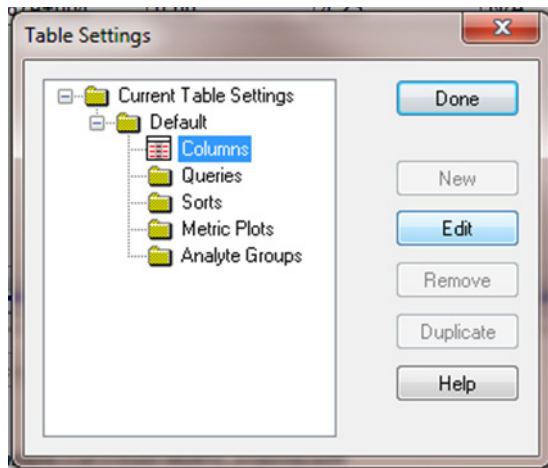 Table Settings
Current Table Settings
Default
Columns
Queries
Sorts
Metric Plots
Analyte Groups
Done
New
Edit
Remove
Duplicate
Help